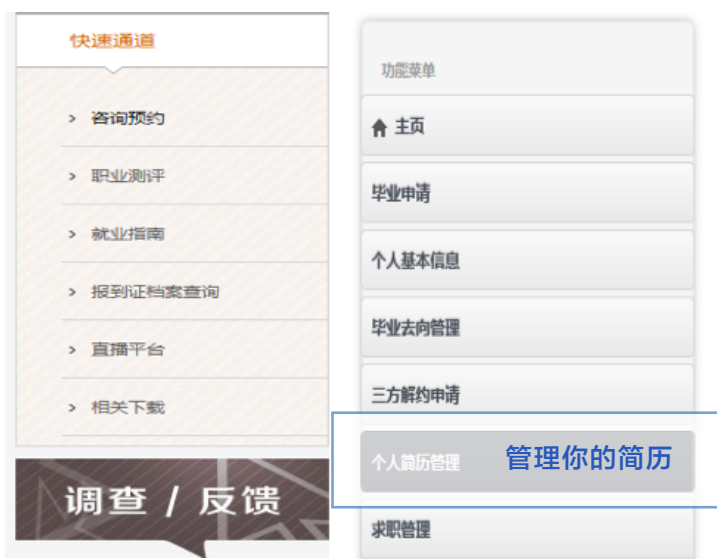 快速通道
咨询预约
职业测评
就业指南
报到证档案查询
直播平台
相关下载
调查 / 反馈
功能菜单
主页
毕业申请
个人基本信息
毕业去向管理
三方解约申请
个人简历管理 管理你的简历
求职管理